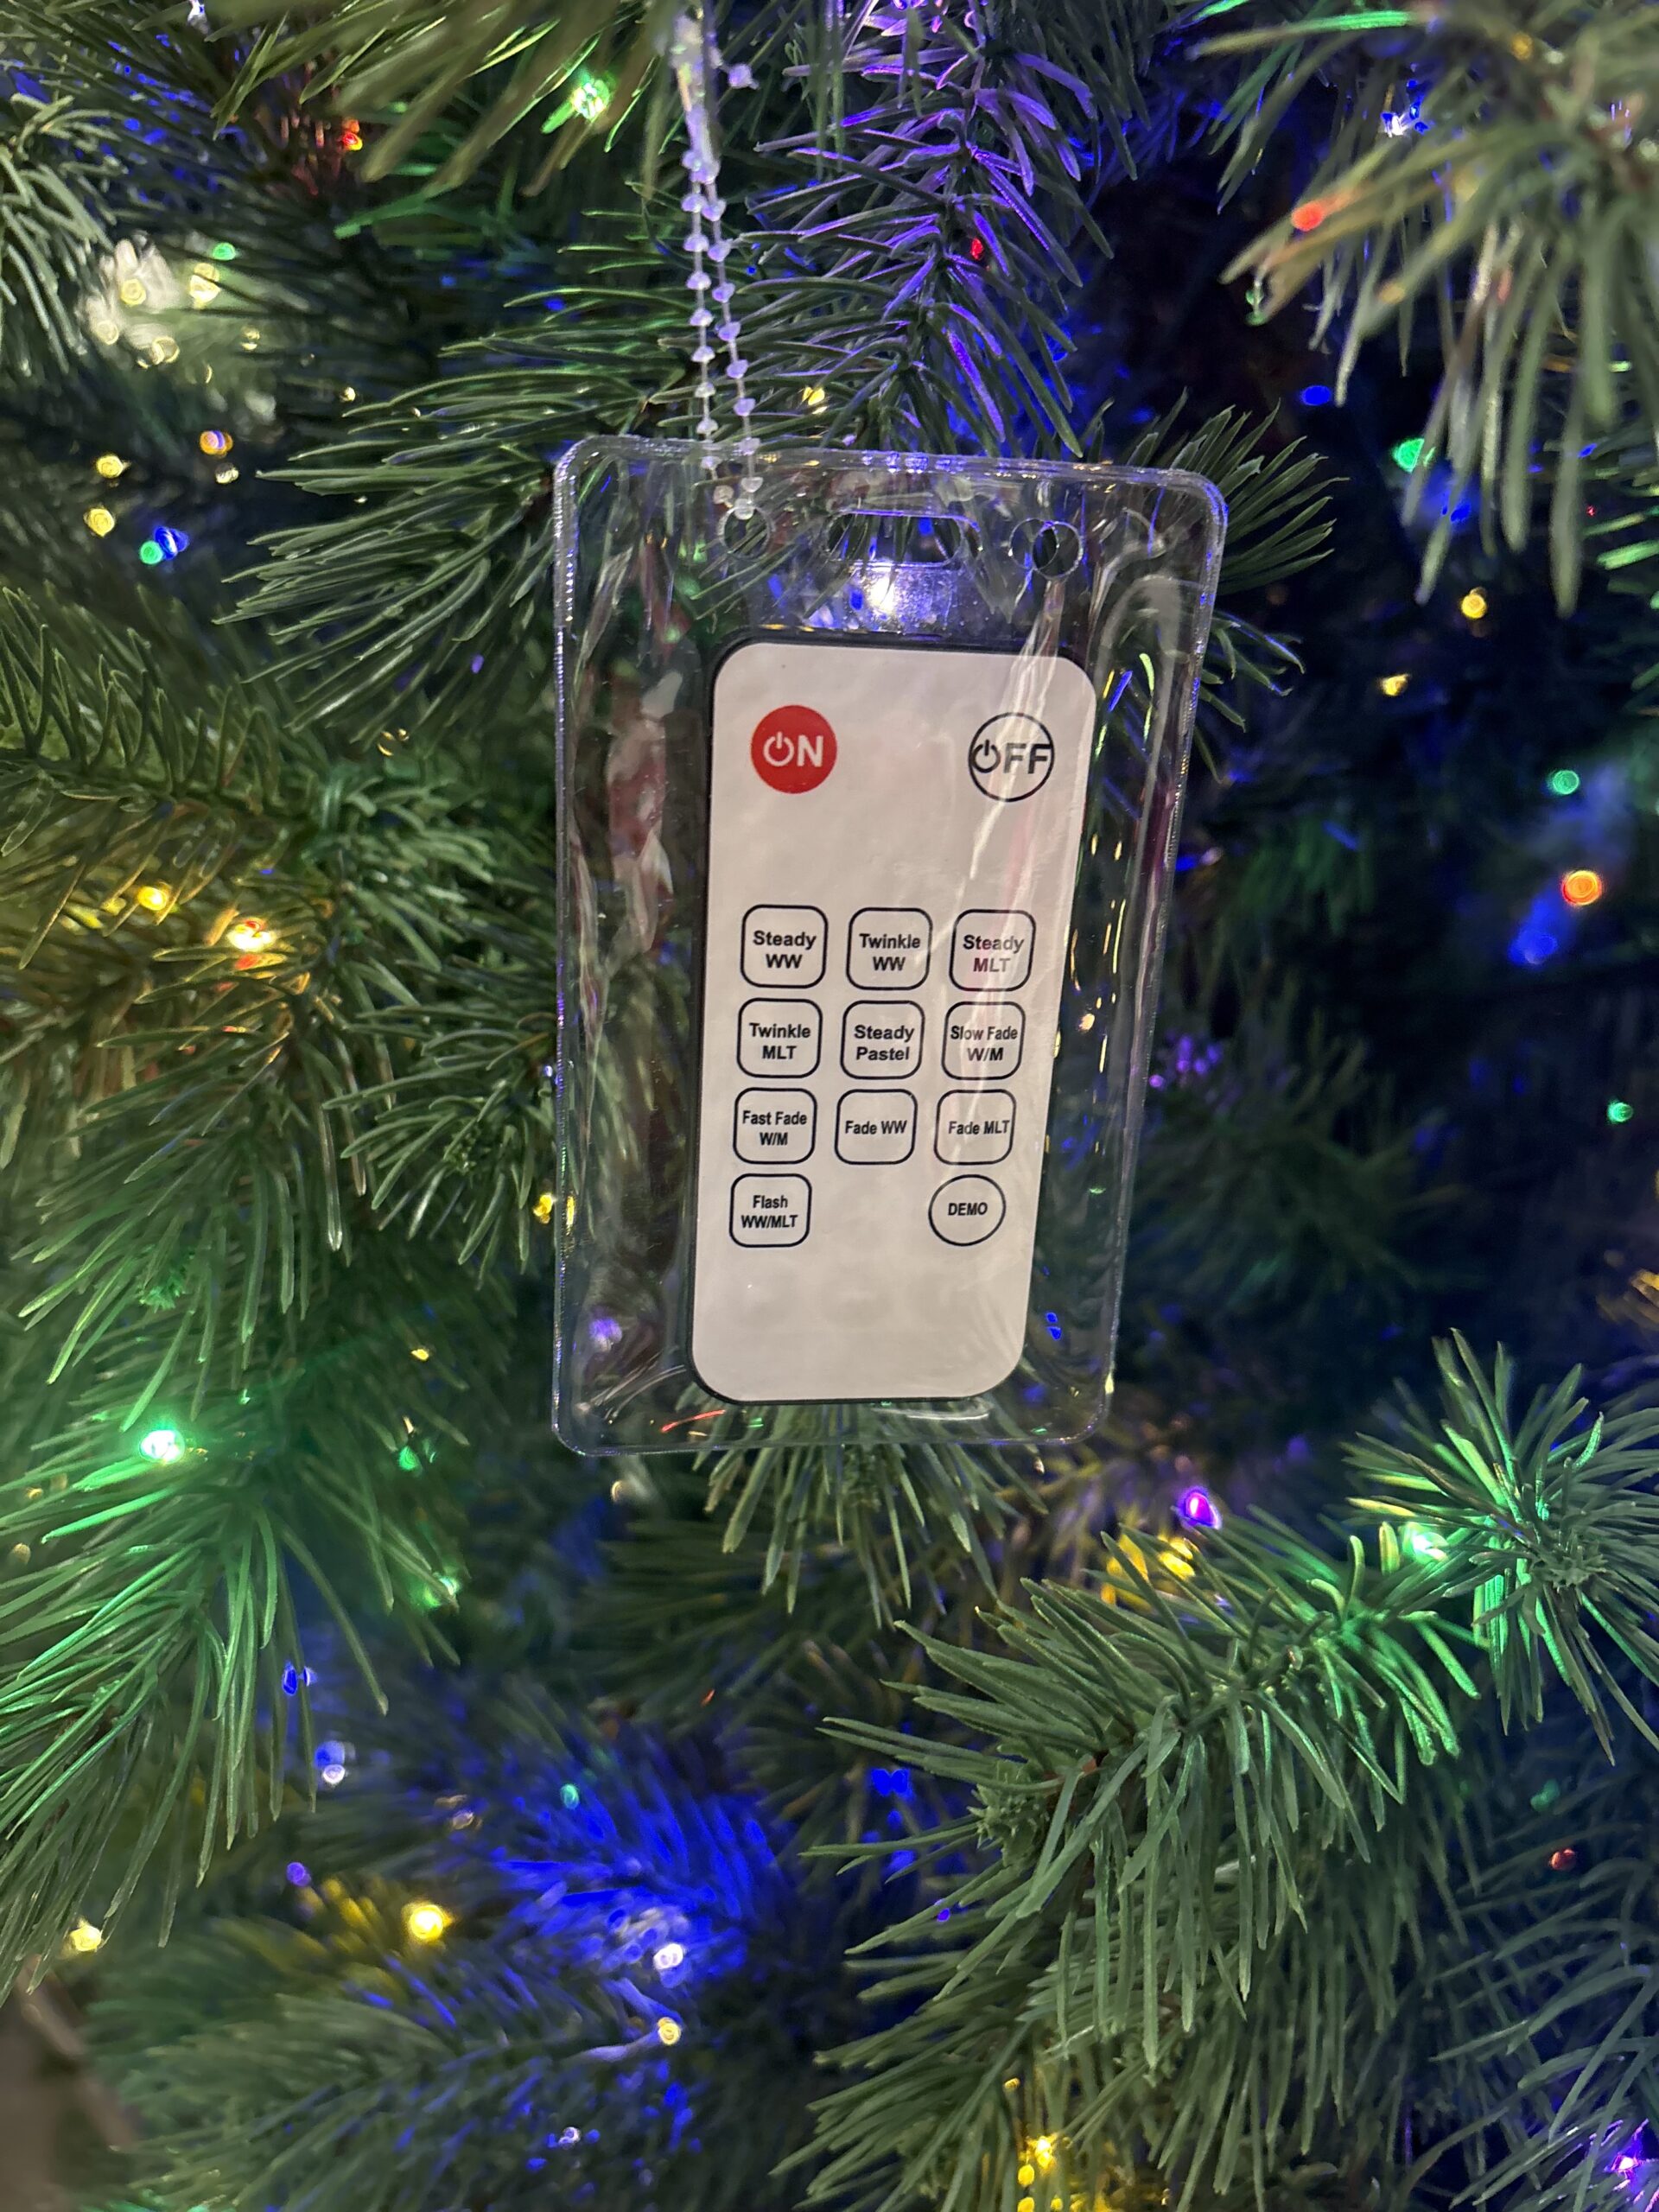 ON
OFF
Steady
WW
Twinkle
WW
Steady
MLT
Twinkle
MLT
Steady
Pastel
Slow Fade
W/M
Fast Fade
W/M
Fade WW
Fade MLT
Flash
WW/MLT
DEMO